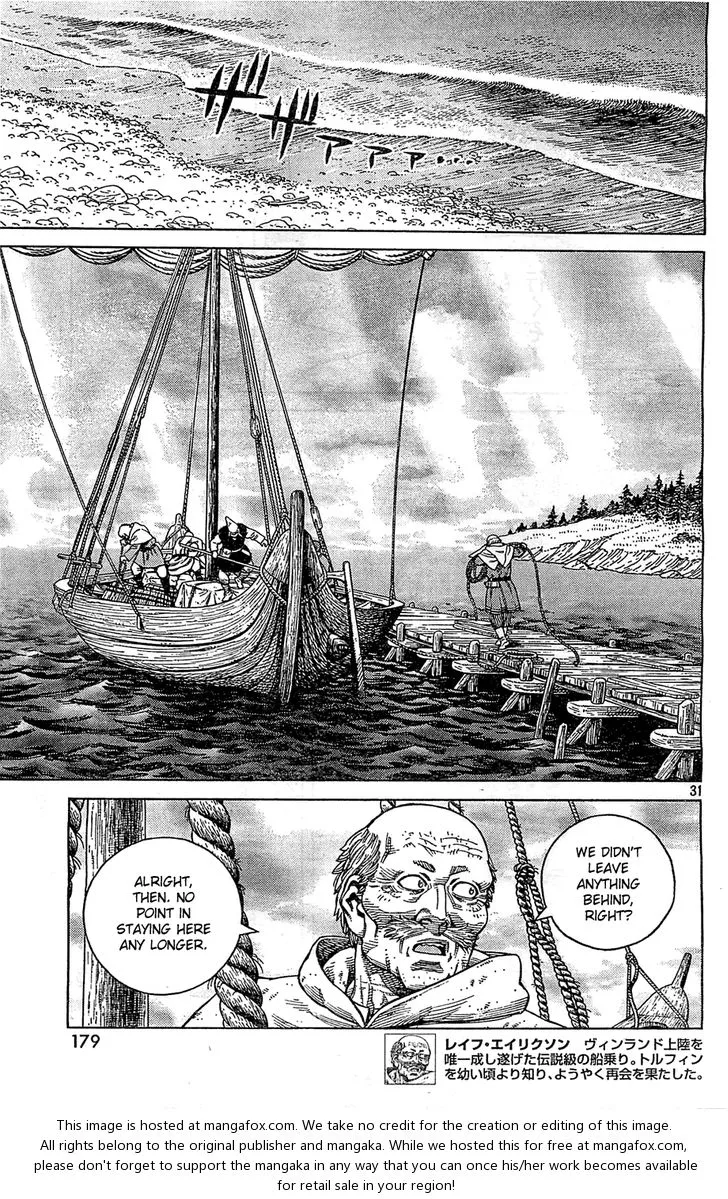 ザザァァァ...
31
WE DIDN'T
LEAVE
ANYTHING
BEHIND,
RIGHT?
ALRIGHT,
THEN. NO
POINT IN
STAYING HERE
ANY LONGER.
179
レイフ・エイリクソン ヴィンランド上陸を
唯一成し遂げた伝説級の船乗り。トルフィン
を幼い頃より知り、ようやく再会を果たした。
This image is hosted at mangafox.com. We take no credit for the creation or editing of this image.
All rights belong to the original publisher and mangaka. While we hosted this for free at mangafox.com,
please don't forget to support the mangaka in any way that you can once his/her work becomes available
for retail sale in your region!